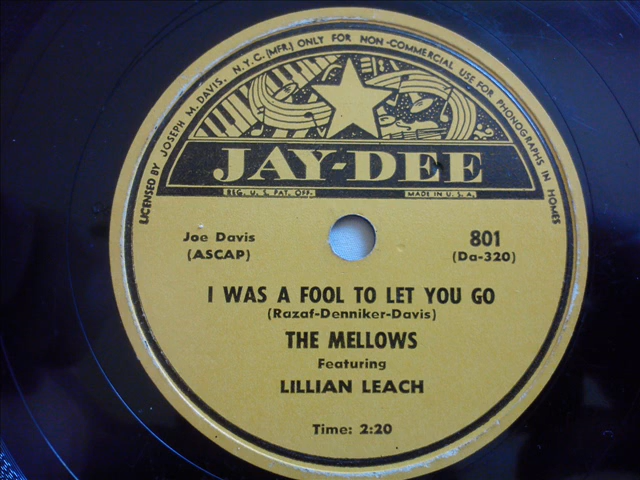 LICENSED BY JOSEPH M. DAVIS, N.Y.C. (MFR.) ONLY FOR NON-COMMERCIAL USE FOR PHONOGRAPHS IN HOMES
JAY-DEE
REG. U. S. PAT. OFF.
MADE IN U. S. A.
Joe Davis
(ASCAP)
801
(Da-320)
I WAS A FOOL TO LET YOU GO
(Razaf-Denniker-Davis)
THE MELLOWS
Featuring
LILLIAN LEACH
Time: 2:20